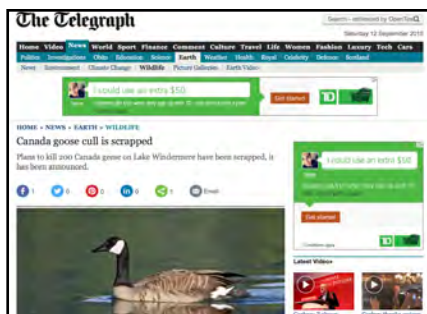 The Telegraph
Saturday 12 September 2015
Home Video News World Sport Finance Comment Culture Travel Life Women Fashion Luxury Tech Cars
Politics Investigations Obits Education Science Earth Weather Health Royal Celebrity Defence Scotland
News Environment Climate Change Wildlife Picture Galleries Earth Video
I could use an extra $50
Get started
TD
HOME » NEWS » EARTH » WILDLIFE
Canada goose cull is scrapped
Plans to kill 200 Canada geese on Lake Windermere have been scrapped, it
has been announced.
Email
I could use an extra $50
Get started
TD
Latest Video»